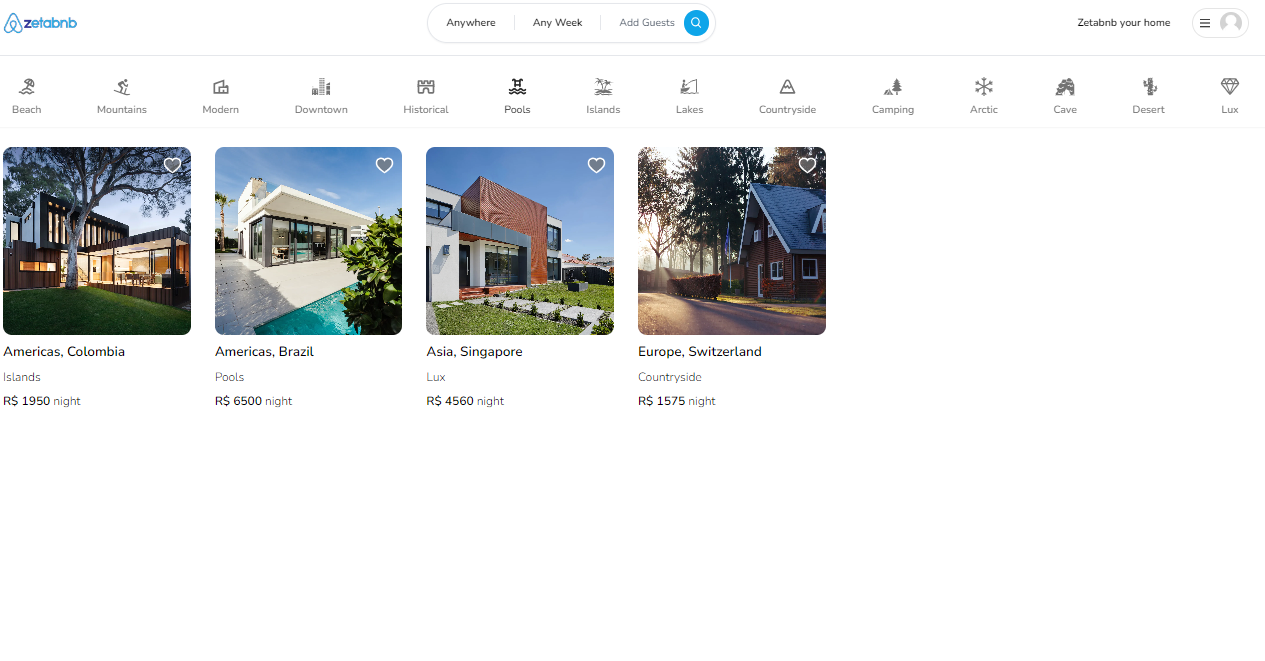 zetabnb
Anywhere Any Week Add Guests
Zetabnb your home
Beach Mountains Modern Downtown Historical Pools Islands Lakes Countryside Camping Arctic Cave Desert Lux
Americas, Colombia
Islands
R$ 1950 night
Americas, Brazil
Pools
R$ 6500 night
Asia, Singapore
Lux
R$ 4560 night
Europe, Switzerland
Countryside
R$ 1575 night